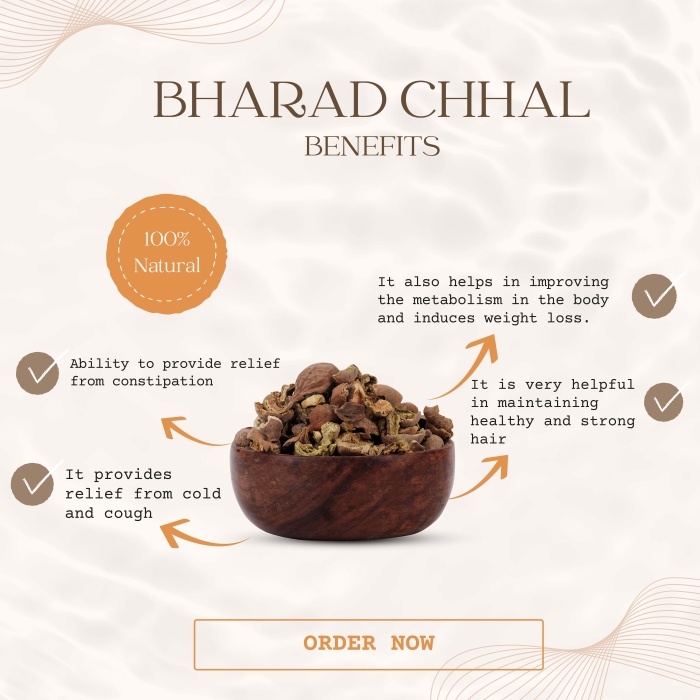 BHARAD CHHAL
BENEFITS
100%
Natural
It also helps in improving
the metabolism in the body
and induces weight loss.
Ability to provide relief
from constipation
It is very helpful
in maintaining
healthy and strong
hair
It provides
relief from cold
and cough
ORDER NOW